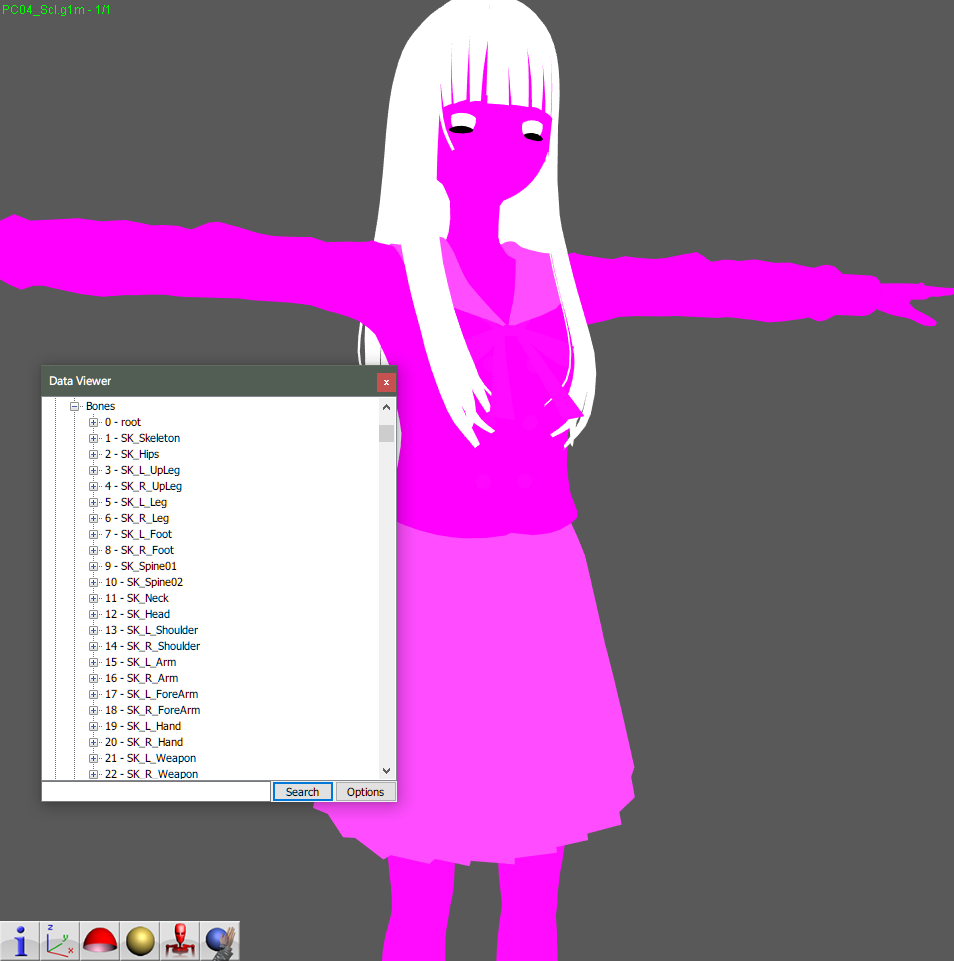 PC04_Scl.g1m - 1/1
Data Viewer
x
Bones
0 - root
1 - SK_Skeleton
2 - SK_Hips
3 - SK_L_UpLeg
4 - SK_R_UpLeg
5 - SK_L_Leg
6 - SK_R_Leg
7 - SK_L_Foot
8 - SK_R_Foot
9 - SK_Spine01
10 - SK_Spine02
11 - SK_Neck
12 - SK_Head
13 - SK_L_Shoulder
14 - SK_R_Shoulder
15 - SK_L_Arm
16 - SK_R_Arm
17 - SK_L_ForeArm
18 - SK_R_ForeArm
19 - SK_L_Hand
20 - SK_R_Hand
21 - SK_L_Weapon
22 - SK_R_Weapon
Search Options
i z y x